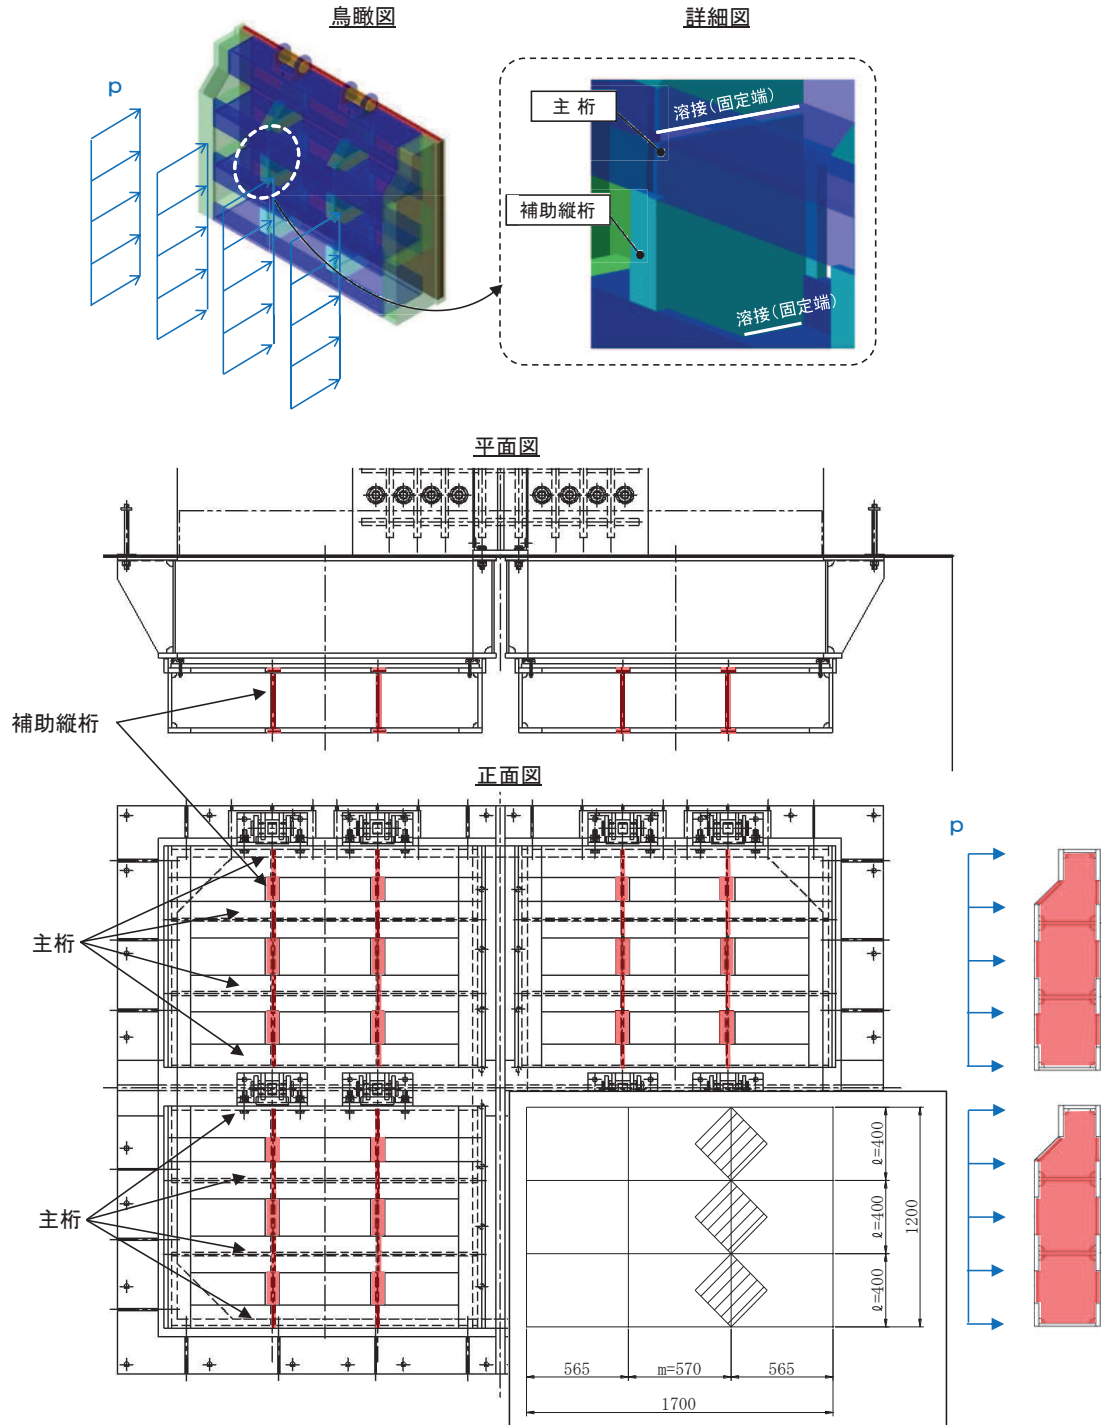 鳥瞰図
詳細図
p
主 桁
溶接(固定端)
補助縦桁
溶接(固定端)
平面図
補助縦桁
正面図
p
主桁
主桁
ℓ=400
ℓ=400
1200
ℓ=400
565
m=570
565
1700